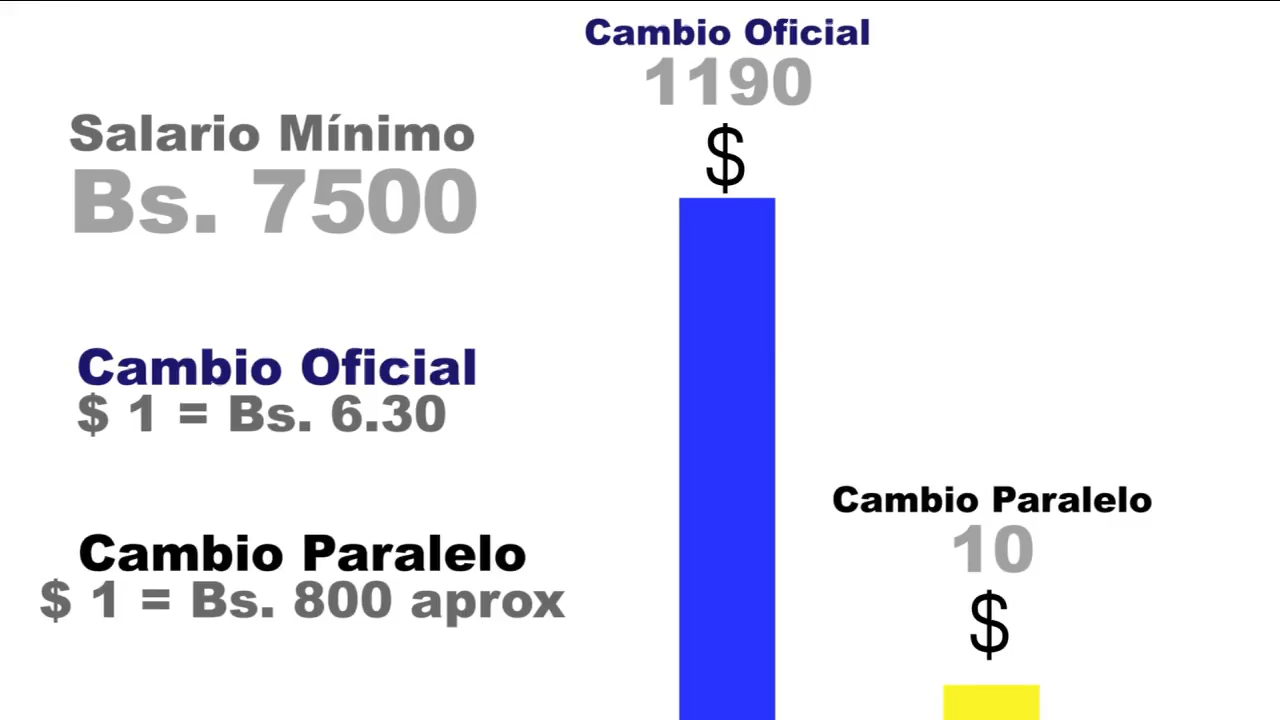 Cambio Oficial
1190
$
Salario Mínimo
Bs. 7500
Cambio Oficial
$ 1 = Bs. 6.30
Cambio Paralelo
$ 1 = Bs. 800 aprox
Cambio Paralelo
10
$